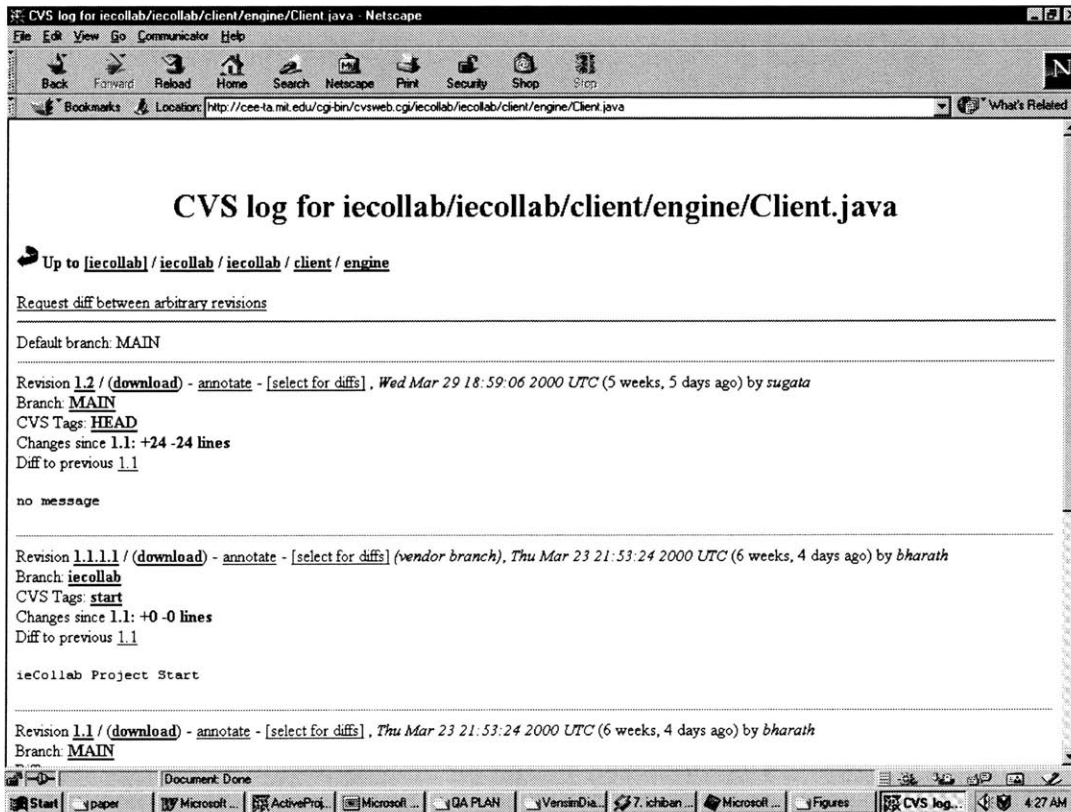 CVS log for iecollab/iecollab/client/engine/Client.java - Netscape
File Edit View Go Communicator Help
Back Forward Reload Home Search Netscape Print Security Shop Stop
Bookmarks Location: http://cee-ta.mit.edu/cgi-bin/cvsweb.cgi/iecollab/iecollab/client/engine/Client.java What's Related
CVS log for iecollab/iecollab/client/engine/Client.java
Up to [iecollab] / iecollab / iecollab / client / engine
Request diff between arbitrary revisions
Default branch: MAIN
Revision 1.2 / (download) - annotate - [select for diffs] , Wed Mar 29 18:59:06 2000 UTC (5 weeks, 5 days ago) by sugata
Branch: MAIN
CVS Tags: HEAD
Changes since 1.1: +24 -24 lines
Diff to previous 1.1
no message
Revision 1.1.1.1 / (download) - annotate - [select for diffs] (vendor branch), Thu Mar 23 21:53:24 2000 UTC (6 weeks, 4 days ago) by bharath
Branch: iecollab
CVS Tags: start
Changes since 1.1: +0 -0 lines
Diff to previous 1.1
ieCollab Project Start
Revision 1.1 / (download) - annotate - [select for diffs] , Thu Mar 23 21:53:24 2000 UTC (6 weeks, 4 days ago) by bharath
Branch: MAIN
Document: Done
Start paper Microsoft ... ActiveProj... Microsoft ... QA PLAN VensimDia... 7. ichiban ... Microsoft ... Figures CVS log... 4:27 AM